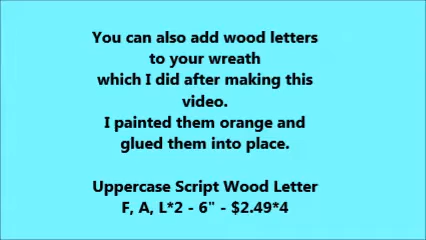 You can also add wood letters
to your wreath
which I did after making this
video.
I painted them orange and
glued them into place.
Uppercase Script Wood Letter
F, A, L*2 - 6" - $2.49*4